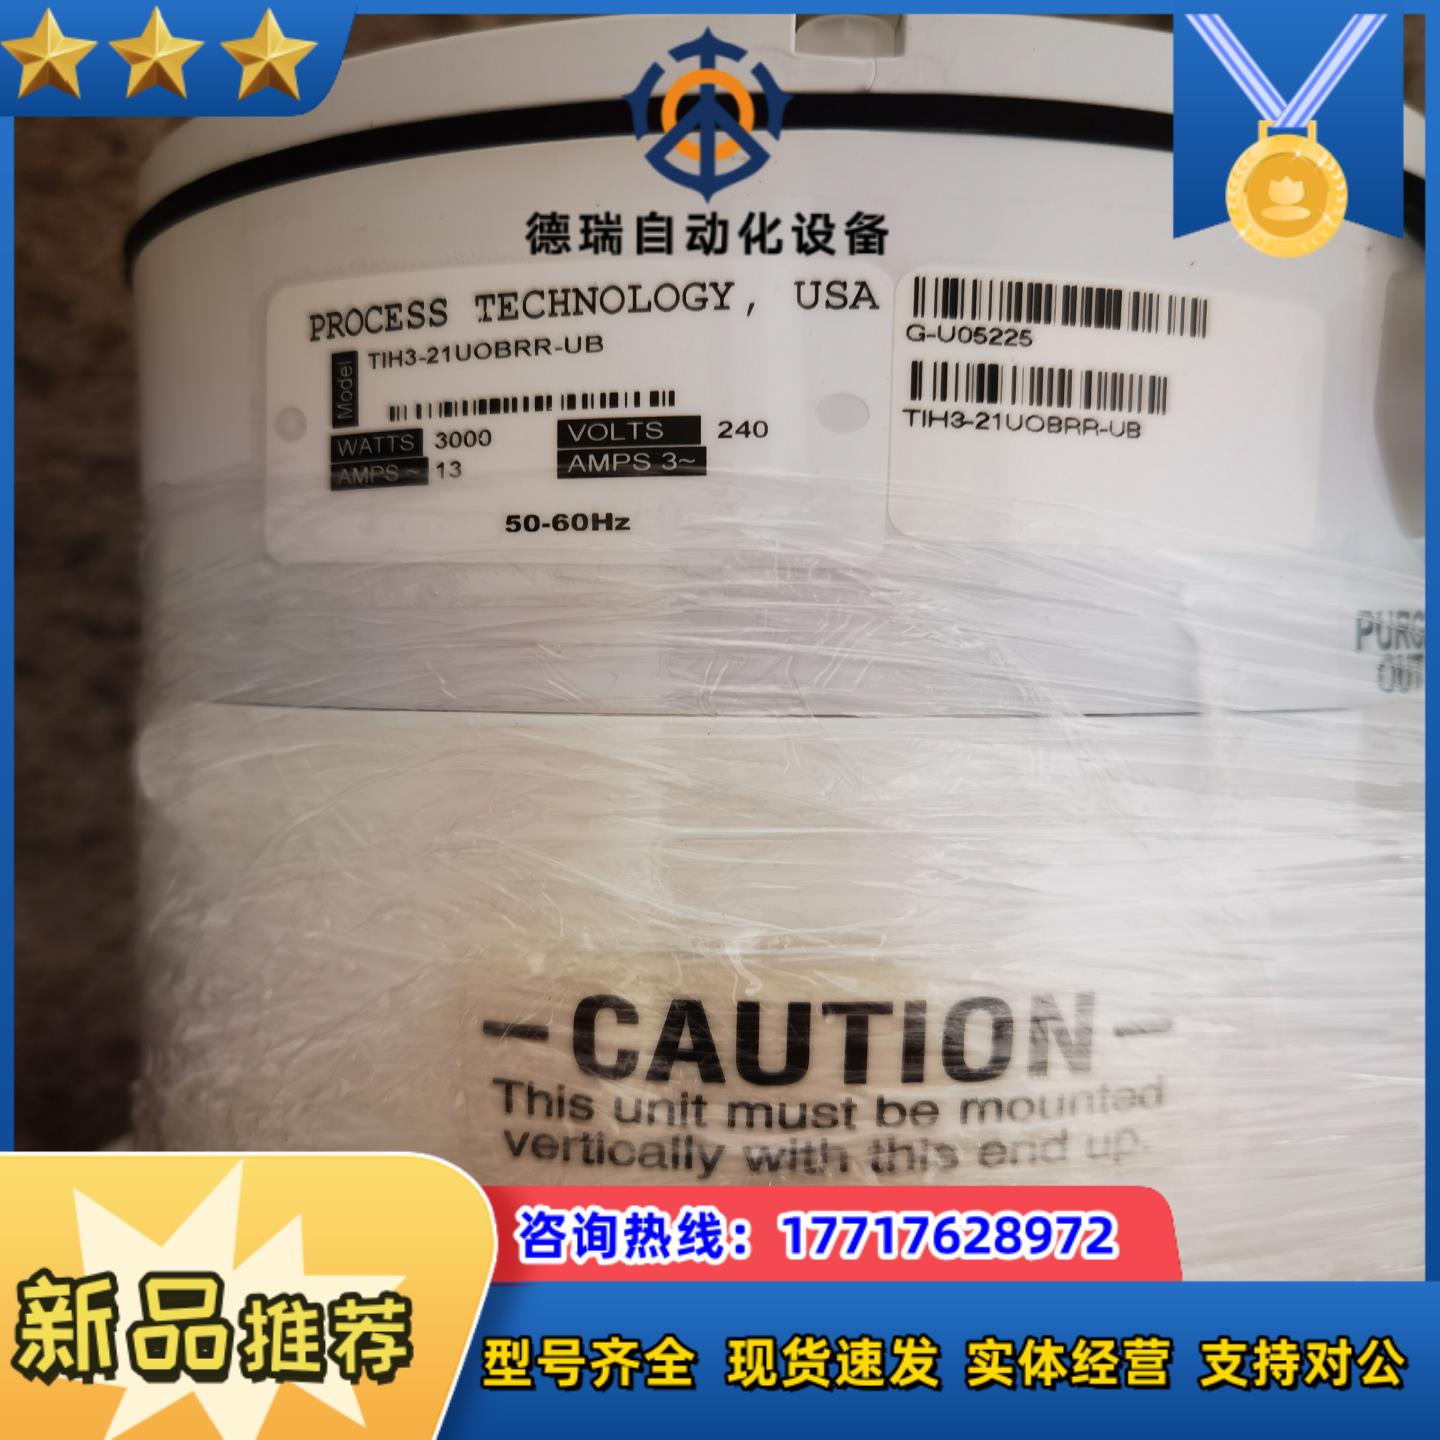 德瑞自动化设备
PROCESS TECHNOLOGY, USA
Model
TIH3-21UOBRR-UB
WATTS 3000
VOLTS 240
AMPS ~ 13
AMPS 3~
50-60Hz
G-U05225
TIH3-21UOBRR-UB
PURG
OUT
-CAUTION-
This unit must be mounted
vertically with this end up.
咨询热线：17717628972
新品推荐
型号齐全 现货速发 实体经营 支持对公